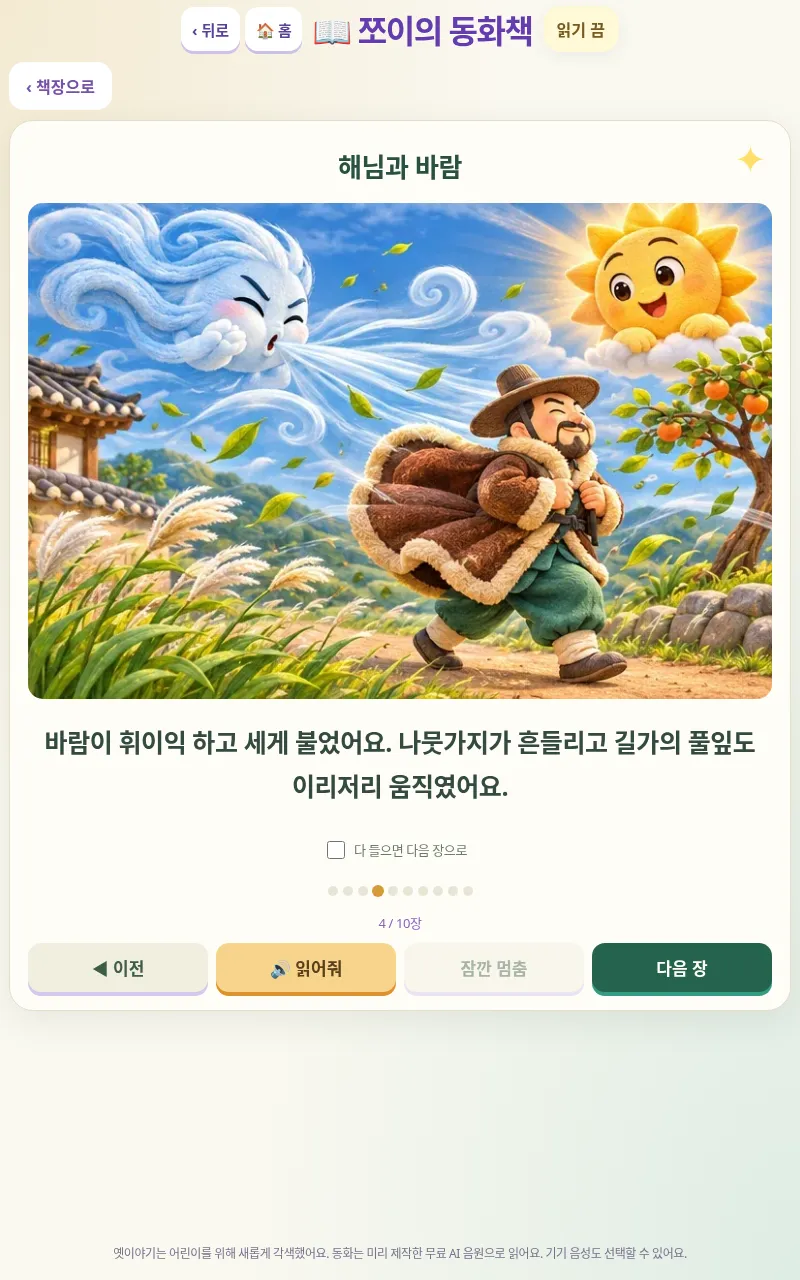 ‹ 뒤로
🏠 홈
📖 쪼이의 동화책
읽기 끝
‹ 책장으로
해님과 바람
바람이 휘이익 하고 세게 불었어요. 나뭇가지가 흔들리고 길가의 풀잎도
이리저리 움직였어요.
다 들으면 다음 장으로
4 / 10장
◀ 이전
🔊 읽어줘
잠깐 멈춤
다음 장
옛이야기는 어린이를 위해 새롭게 각색했어요. 동화는 미리 제작한 무료 AI 음원으로 읽어요. 기기 음성도 선택할 수 있어요.